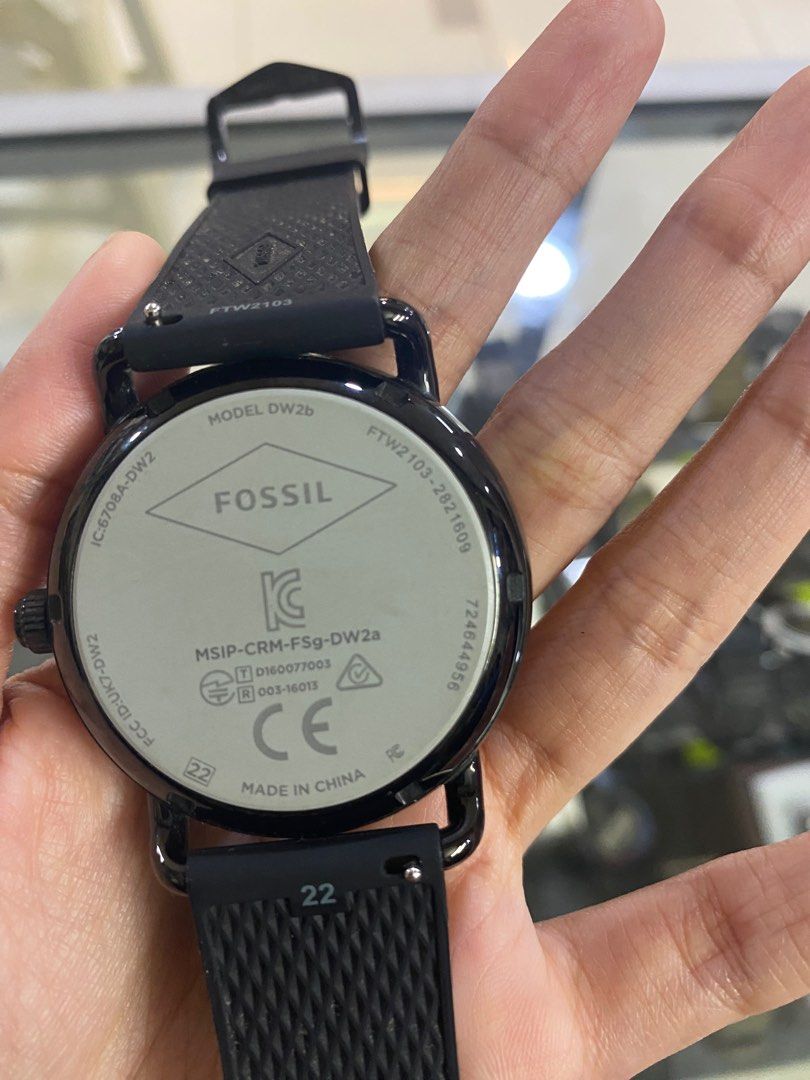 FOSSIL
FTW2103
MODEL DW2b
IC:6708A-DW2
FTW2103-2821609
FOSSIL
724644956
MSIP-CRM-FSg-DW2a
T D160077003
R 003-16013
FCC ID:UK7-DW2
CE
22
MADE IN CHINA
22